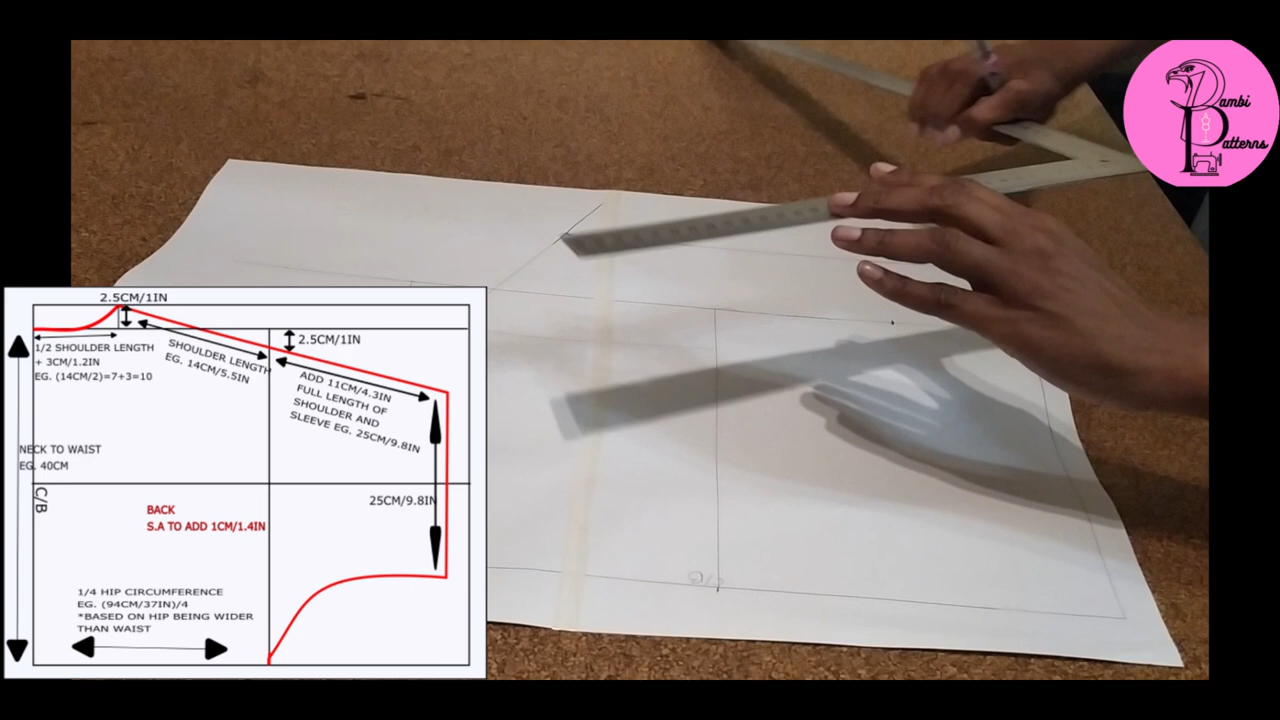 2.5CM/1IN
2.5CM/1IN
1/2 SHOULDER LENGTH
+ 3CM/1.2IN
EG. (14CM/2)=7+3=10
SHOULDER LENGTH
EG. 14CM/5.5IN
ADD 11CM/4.3IN
FULL LENGTH OF
SHOULDER AND
SLEEVE EG. 25CM/9.8IN
NECK TO WAIST
EG. 40CM
C/B
25CM/9.8IN
BACK
S.A TO ADD 1CM/1.4IN
1/4 HIP CIRCUMFERENCE
EG. (94CM/37IN)/4
*BASED ON HIP BEING WIDER
THAN WAIST
Bambi
Patterns